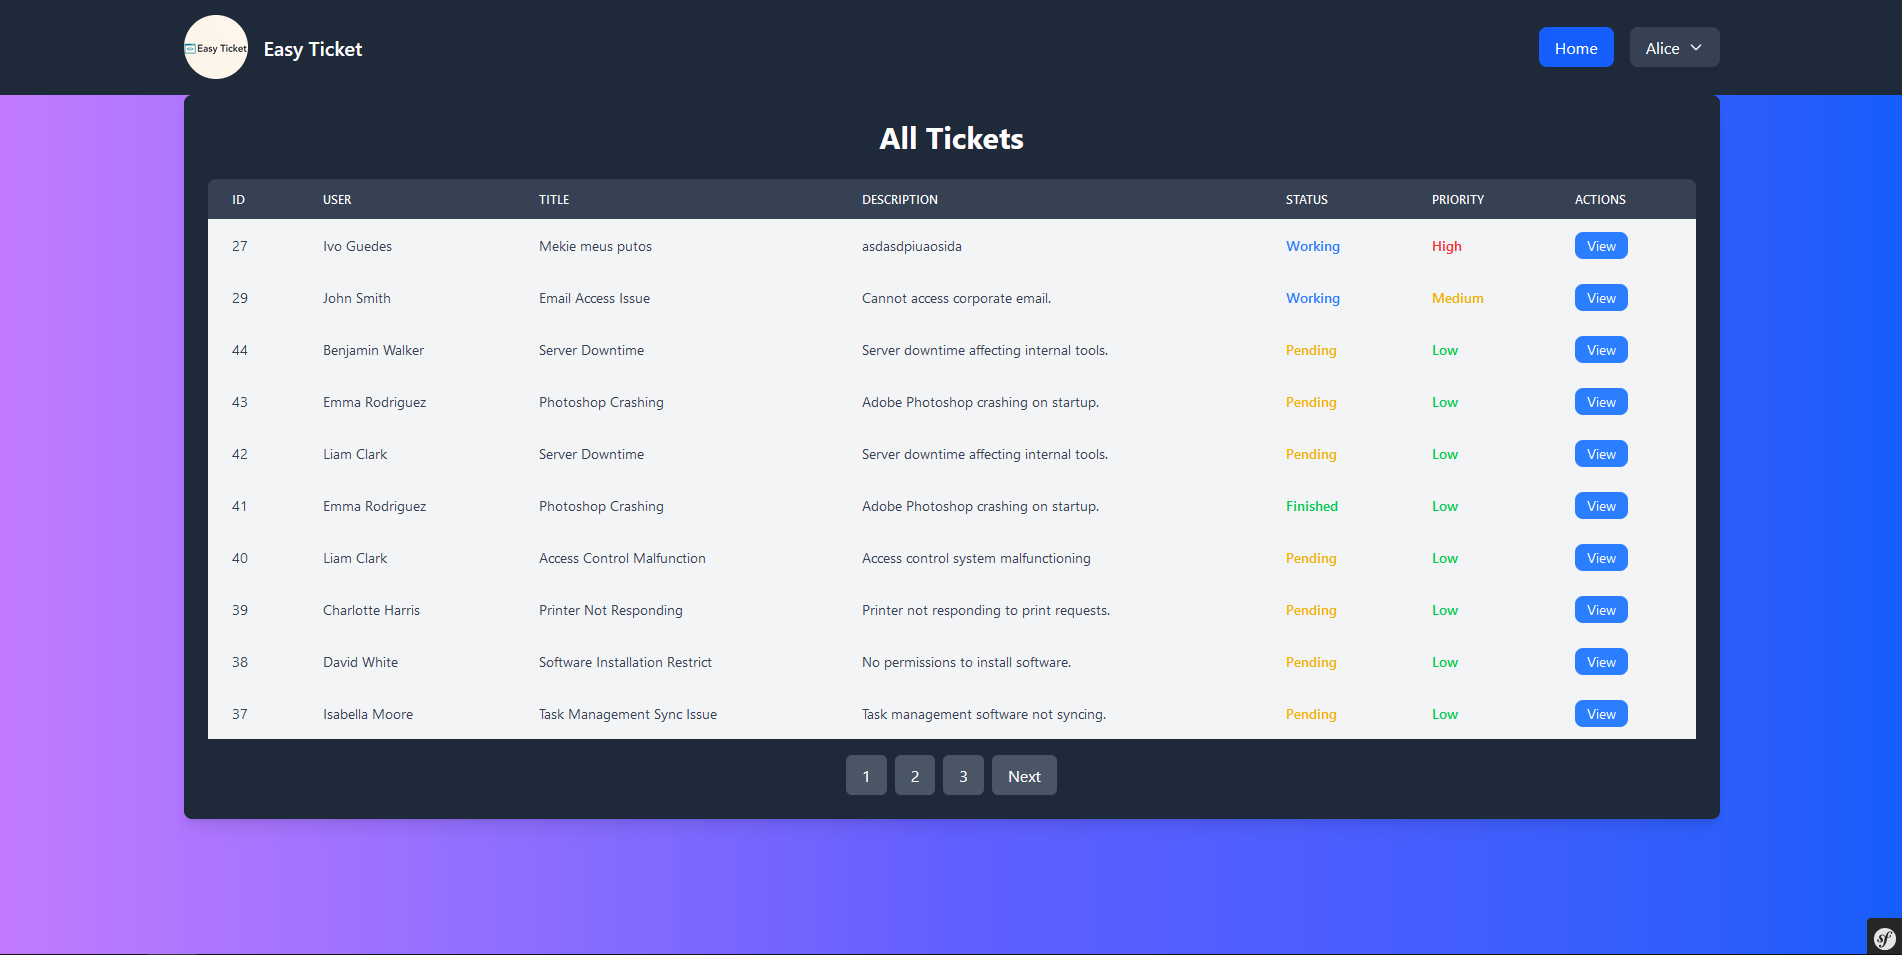 Easy Ticket
Easy Ticket
Home
Alice
All Tickets
ID USER TITLE DESCRIPTION STATUS PRIORITY ACTIONS
27 Ivo Guedes Mekie meus putos asdasdpiuaosida Working High View
29 John Smith Email Access Issue Cannot access corporate email. Working Medium View
44 Benjamin Walker Server Downtime Server downtime affecting internal tools. Pending Low View
43 Emma Rodriguez Photoshop Crashing Adobe Photoshop crashing on startup. Pending Low View
42 Liam Clark Server Downtime Server downtime affecting internal tools. Pending Low View
41 Emma Rodriguez Photoshop Crashing Adobe Photoshop crashing on startup. Finished Low View
40 Liam Clark Access Control Malfunction Access control system malfunctioning Pending Low View
39 Charlotte Harris Printer Not Responding Printer not responding to print requests. Pending Low View
38 David White Software Installation Restrict No permissions to install software. Pending Low View
37 Isabella Moore Task Management Sync Issue Task management software not syncing. Pending Low View
1 2 3 Next
sf